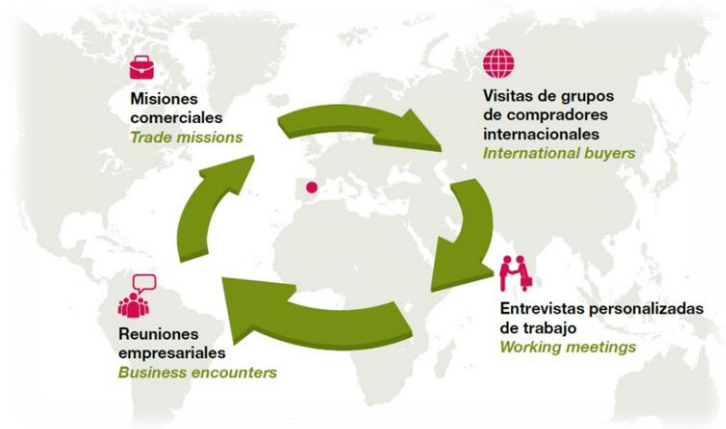 Misiones
comerciales
Trade missions
Visitas de grupos
de compradores
internacionales
International buyers
Entrevistas personalizadas
de trabajo
Working meetings
Reuniones
empresariales
Business encounters